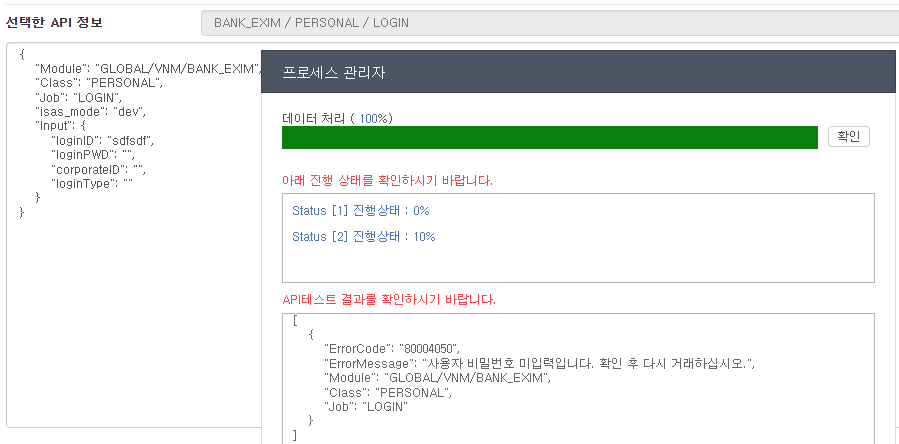 선택한 API 정보
BANK_EXIM / PERSONAL / LOGIN
{
"Module": "GLOBAL/VNM/BANK_EXIM",
"Class": "PERSONAL",
"Job": "LOGIN",
"isas_mode": "dev",
"Input": {
"loginID": "sdfsdf",
"loginPWD": "",
"corporateID": "",
"loginType": ""
}
}
프로세스 관리자
데이터 처리 ( 100%)
확인
아래 진행 상태를 확인하시기 바랍니다.
Status [1] 진행상태 : 0%
Status [2] 진행상태 : 10%
API테스트 결과를 확인하시기 바랍니다.
[
{
"ErrorCode": "80004050",
"ErrorMessage": "사용자 비밀번호 미입력입니다. 확인 후 다시 거래하십시오.",
"Module": "GLOBAL/VNM/BANK_EXIM",
"Class": "PERSONAL",
"Job": "LOGIN"
}
]